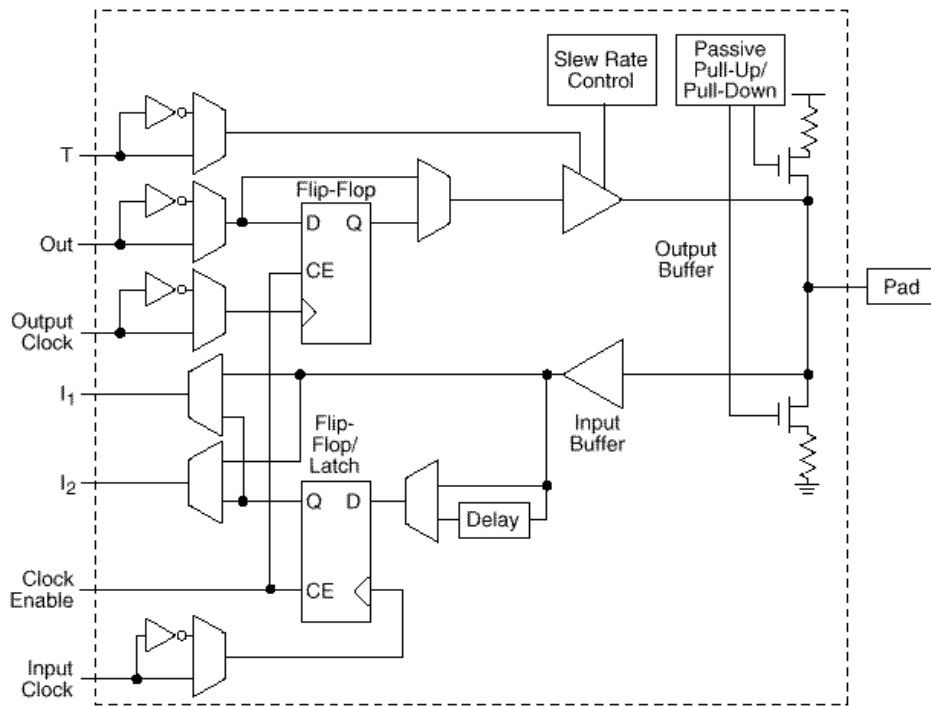 Slew Rate
Control
Passive
Pull-Up/
Pull-Down
T
Flip-Flop
D
Q
Out
CE
Output
Buffer
Pad
Output
Clock
I1
Flip-
Flop/
Latch
Input
Buffer
I2
Q
D
Delay
Clock
Enable
CE
Input
Clock